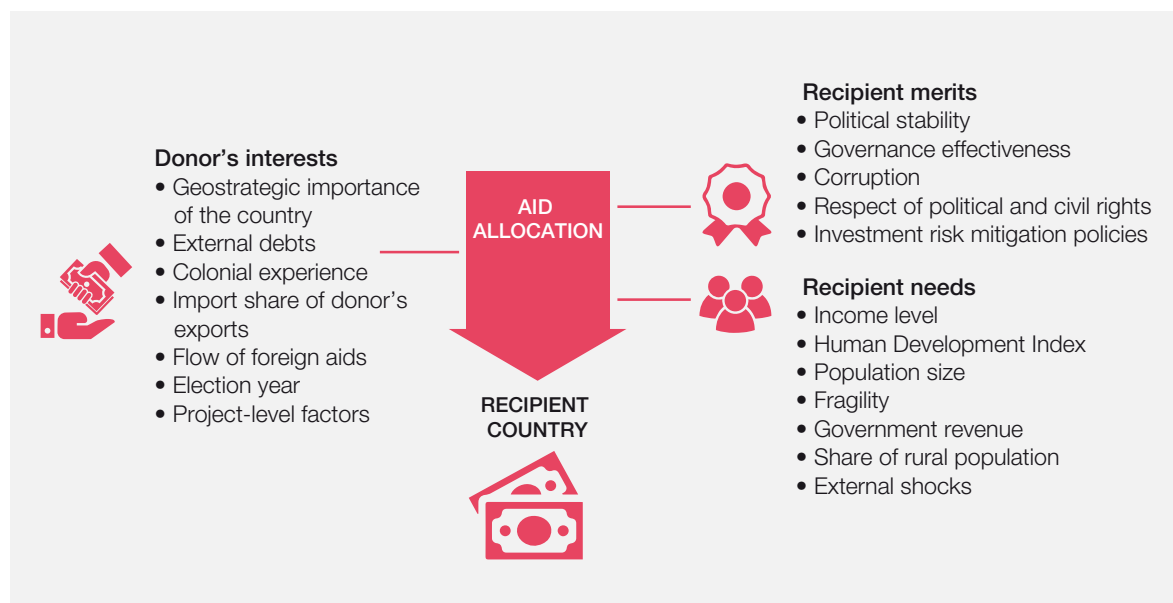 Donor's interests
• Geostrategic importance
of the country
• External debts
• Colonial experience
• Import share of donor's
exports
• Flow of foreign aids
• Election year
• Project-level factors
AID
ALLOCATION
RECIPIENT
COUNTRY
Recipient merits
• Political stability
• Governance effectiveness
• Corruption
• Respect of political and civil rights
• Investment risk mitigation policies
Recipient needs
• Income level
• Human Development Index
• Population size
• Fragility
• Government revenue
• Share of rural population
• External shocks